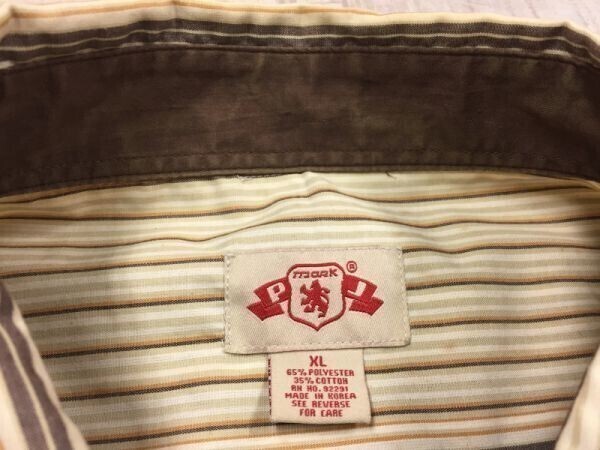 mark ®
P J
XL
65% POLYESTER
35% COTTON
RN NO. 92291
MADE IN KOREA
SEE REVERSE
FOR CARE